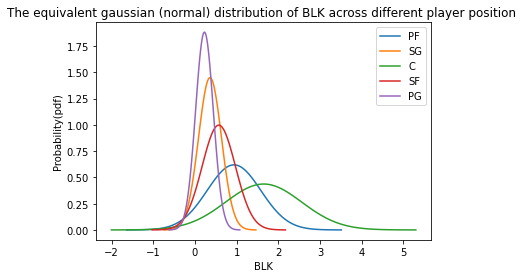 The equivalent gaussian (normal) distribution of BLK across different player position
Probability(pdf)
1.75
1.50
1.25
1.00
0.75
0.50
0.25
0.00
PF
SG
C
SF
PG
−2 −1 0 1 2 3 4 5
BLK